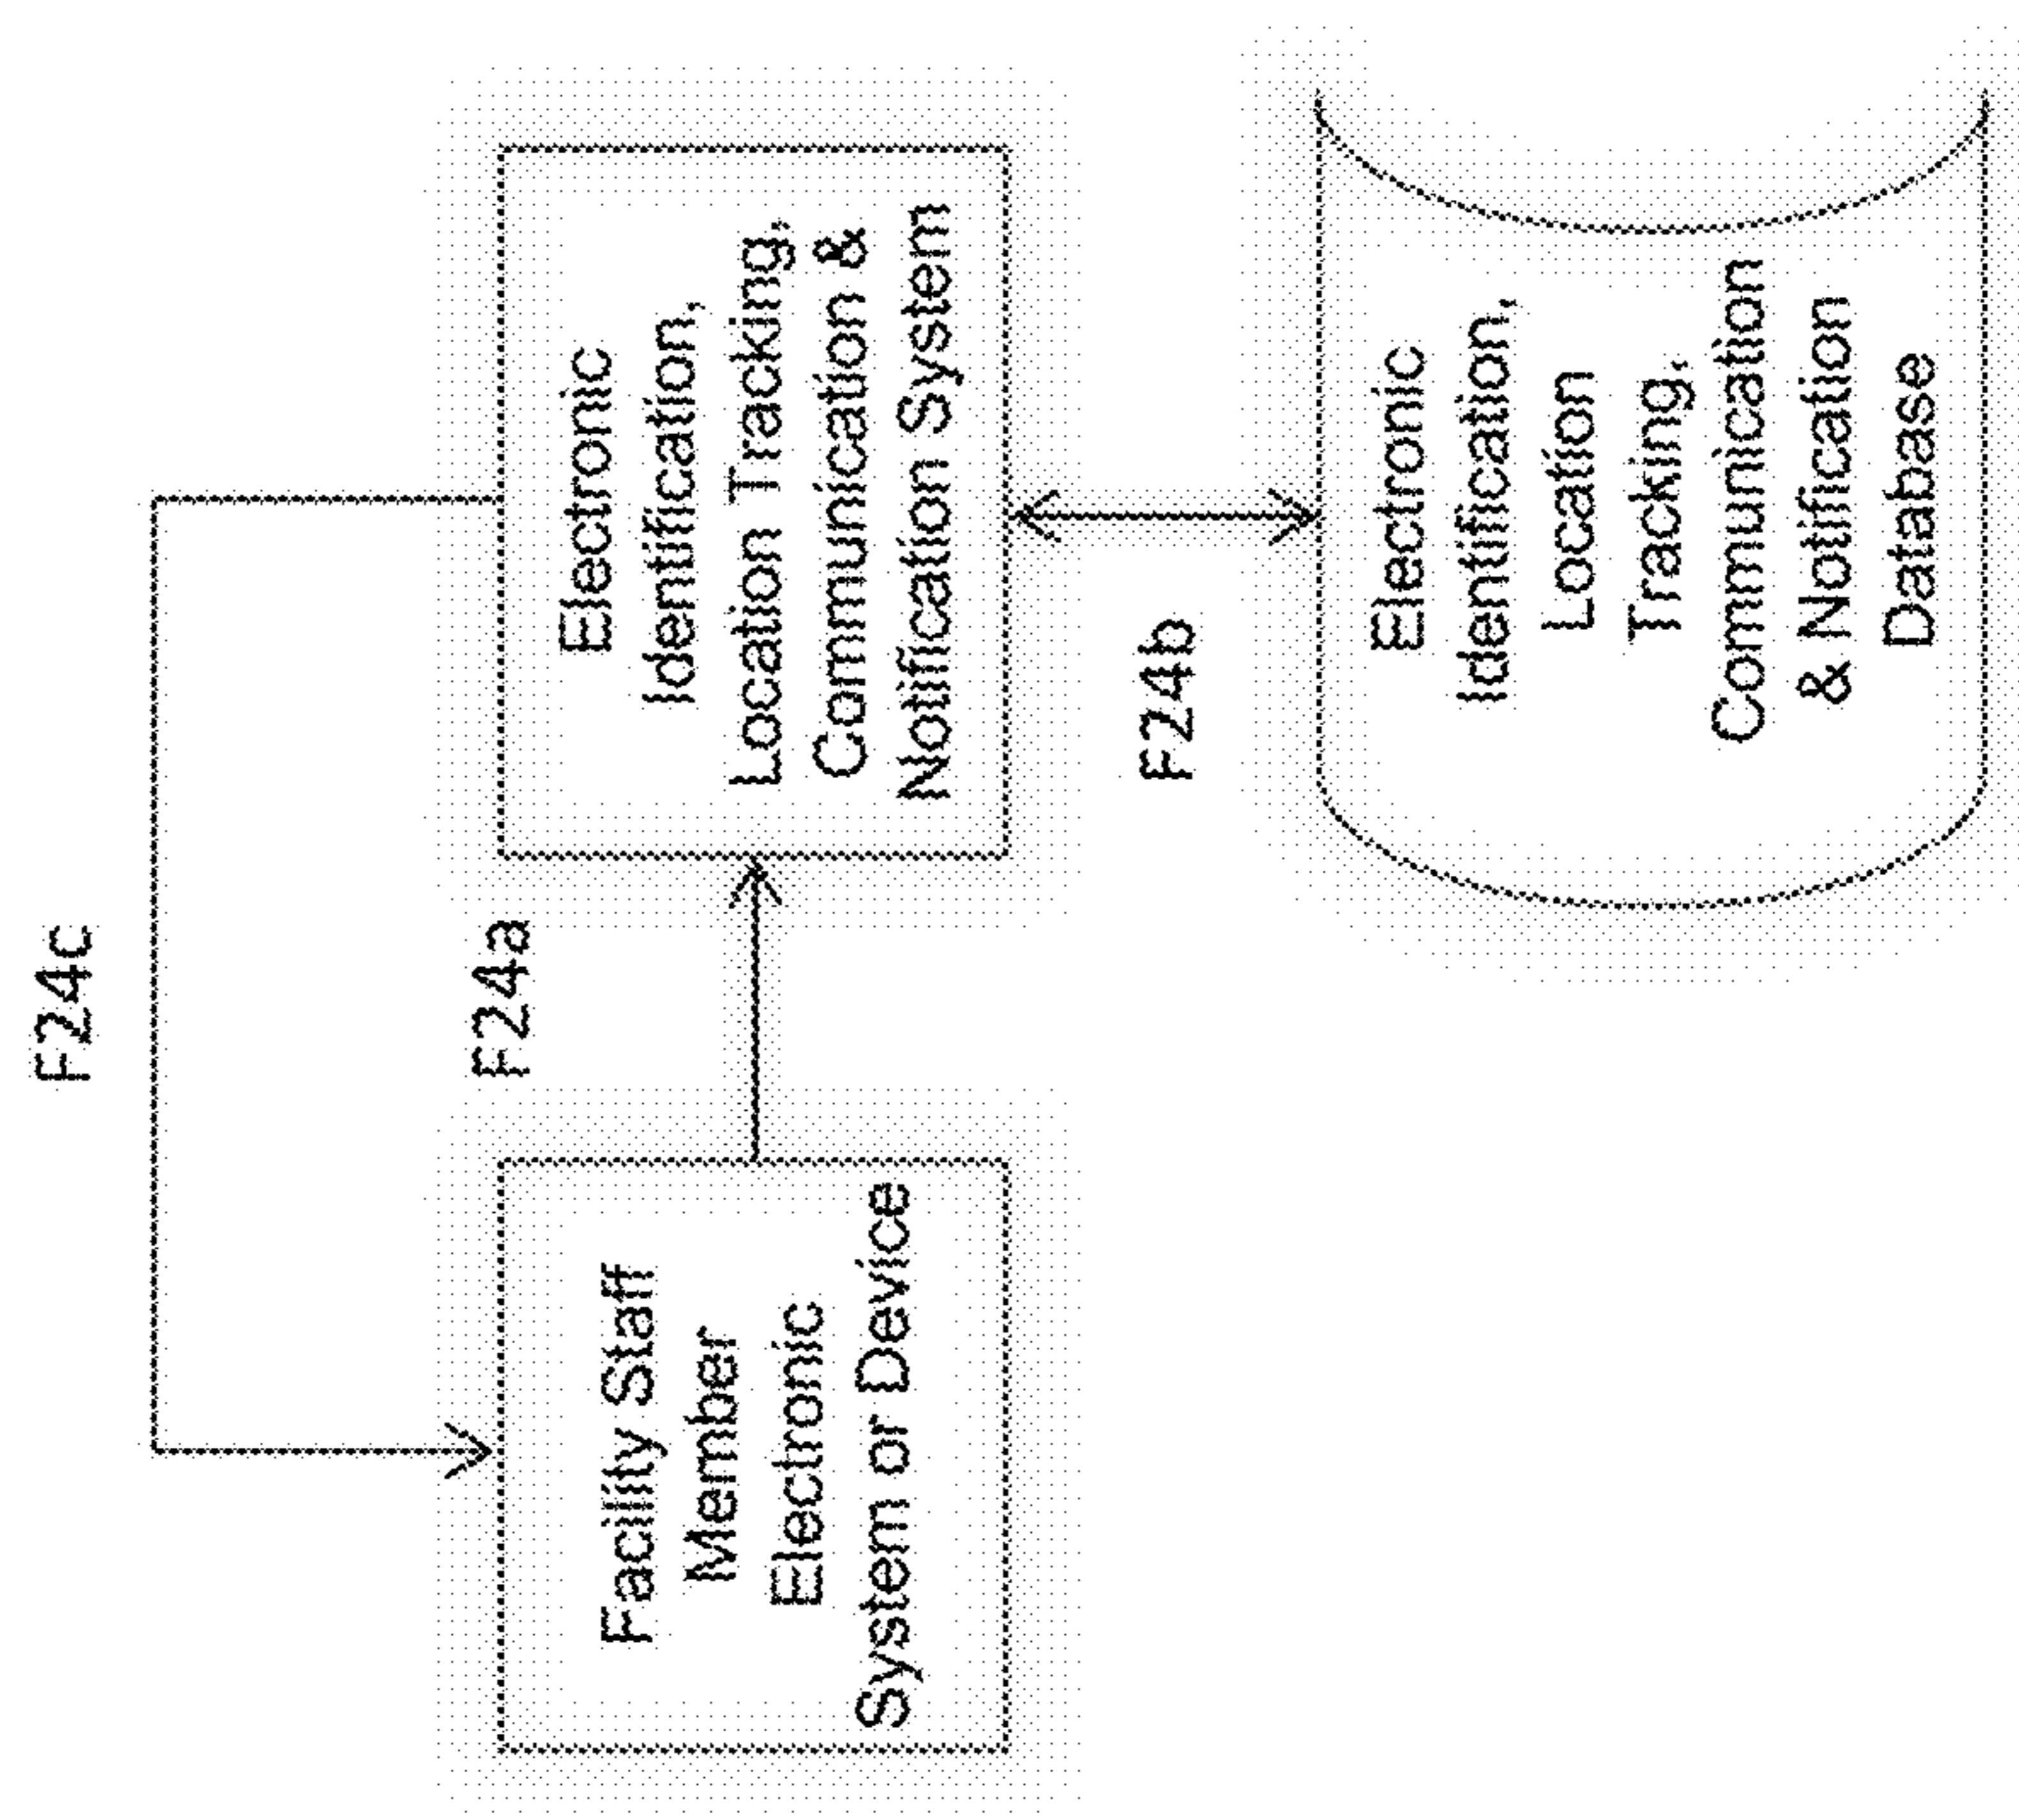 F24c
Facility Staff
Member
Electronic
System or Device
F24a
Electronic
Identification,
Location Tracking,
Communication &
Notification System
F24b
Electronic
Identification,
Location
Tracking,
Communication
& Notification
Database